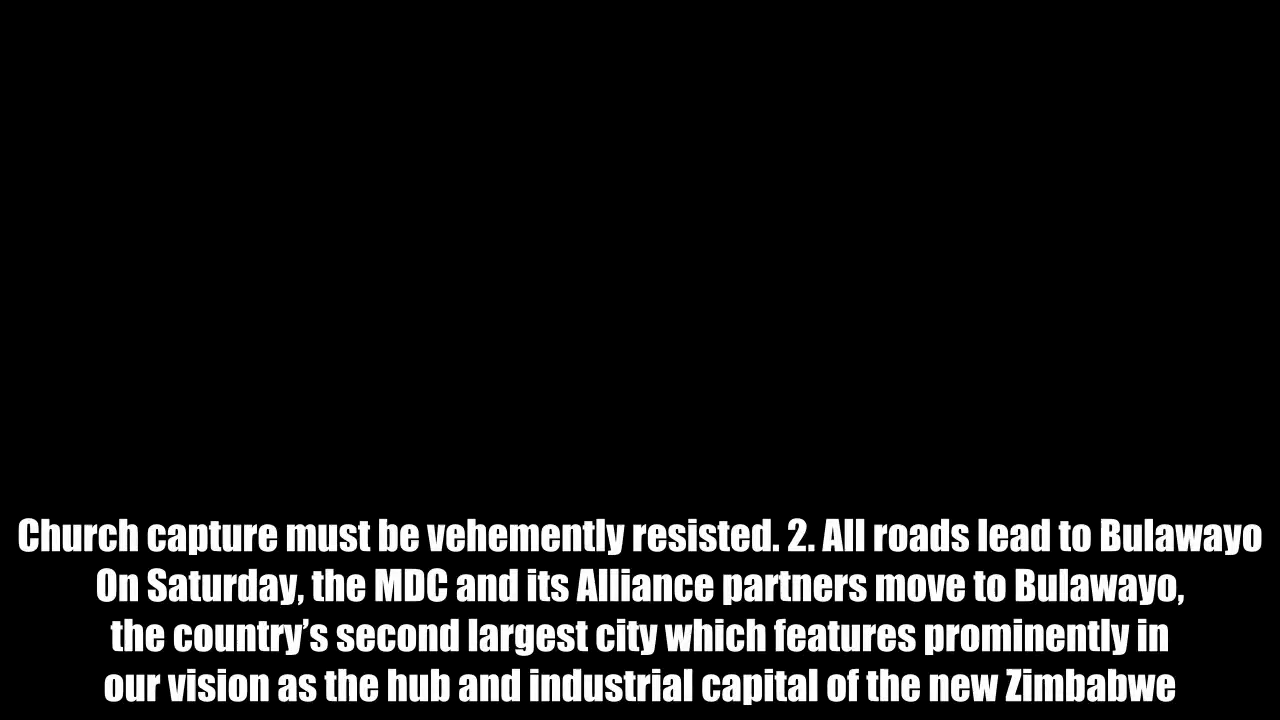 Church capture must be vehemently resisted. 2. All roads lead to Bulawayo
On Saturday, the MDC and its Alliance partners move to Bulawayo,
the country’s second largest city which features prominently in
our vision as the hub and industrial capital of the new Zimbabwe